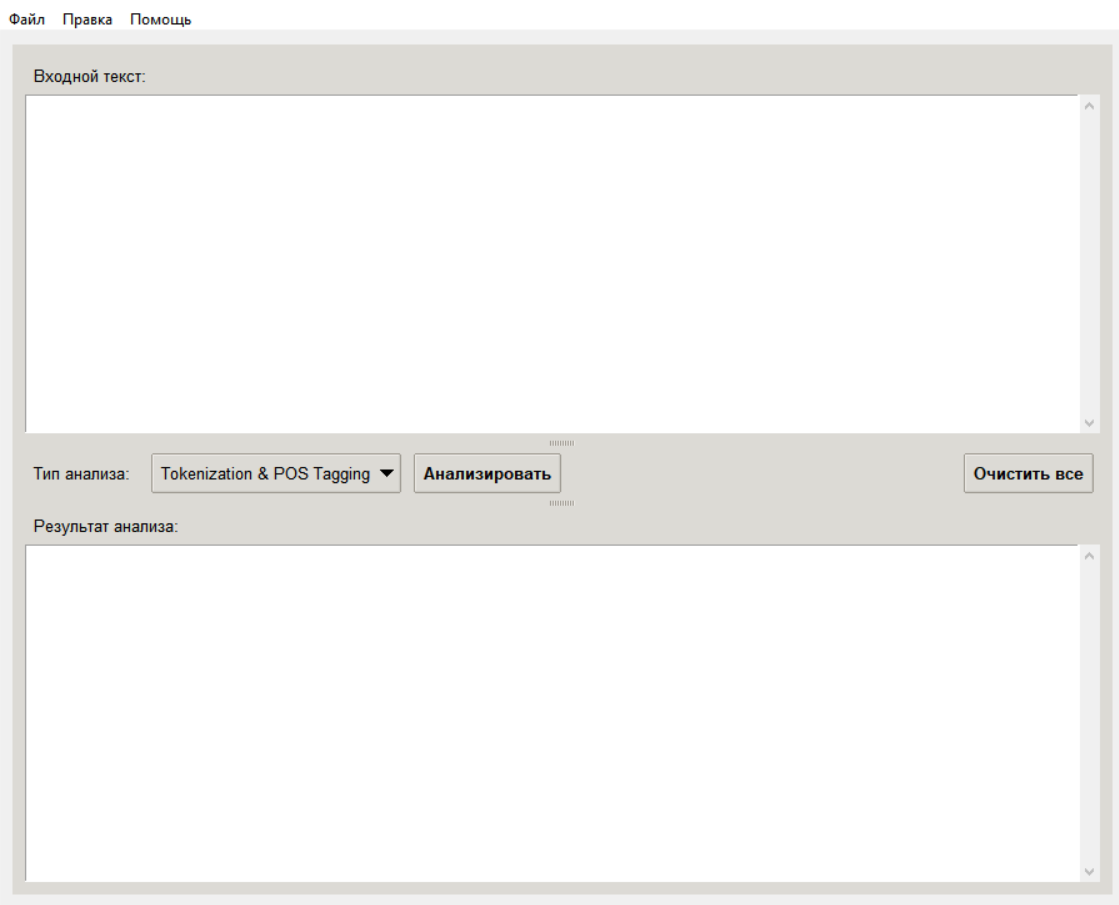 Файл Правка Помощь
Входной текст:
Тип анализа: Tokenization & POS Tagging Анализировать Очистить все
Результат анализа: